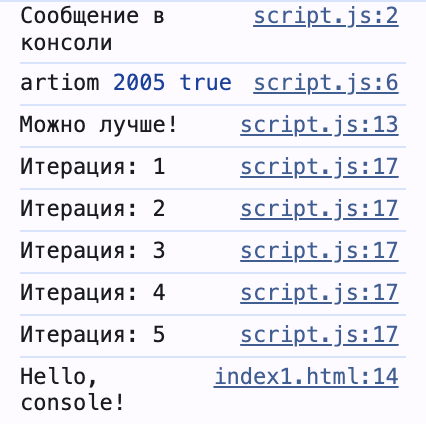 Сообщение в script.js:2
консоли
artiom 2005 true script.js:6
Можно лучше! script.js:13
Итерация: 1 script.js:17
Итерация: 2 script.js:17
Итерация: 3 script.js:17
Итерация: 4 script.js:17
Итерация: 5 script.js:17
Hello, index1.html:14
console!